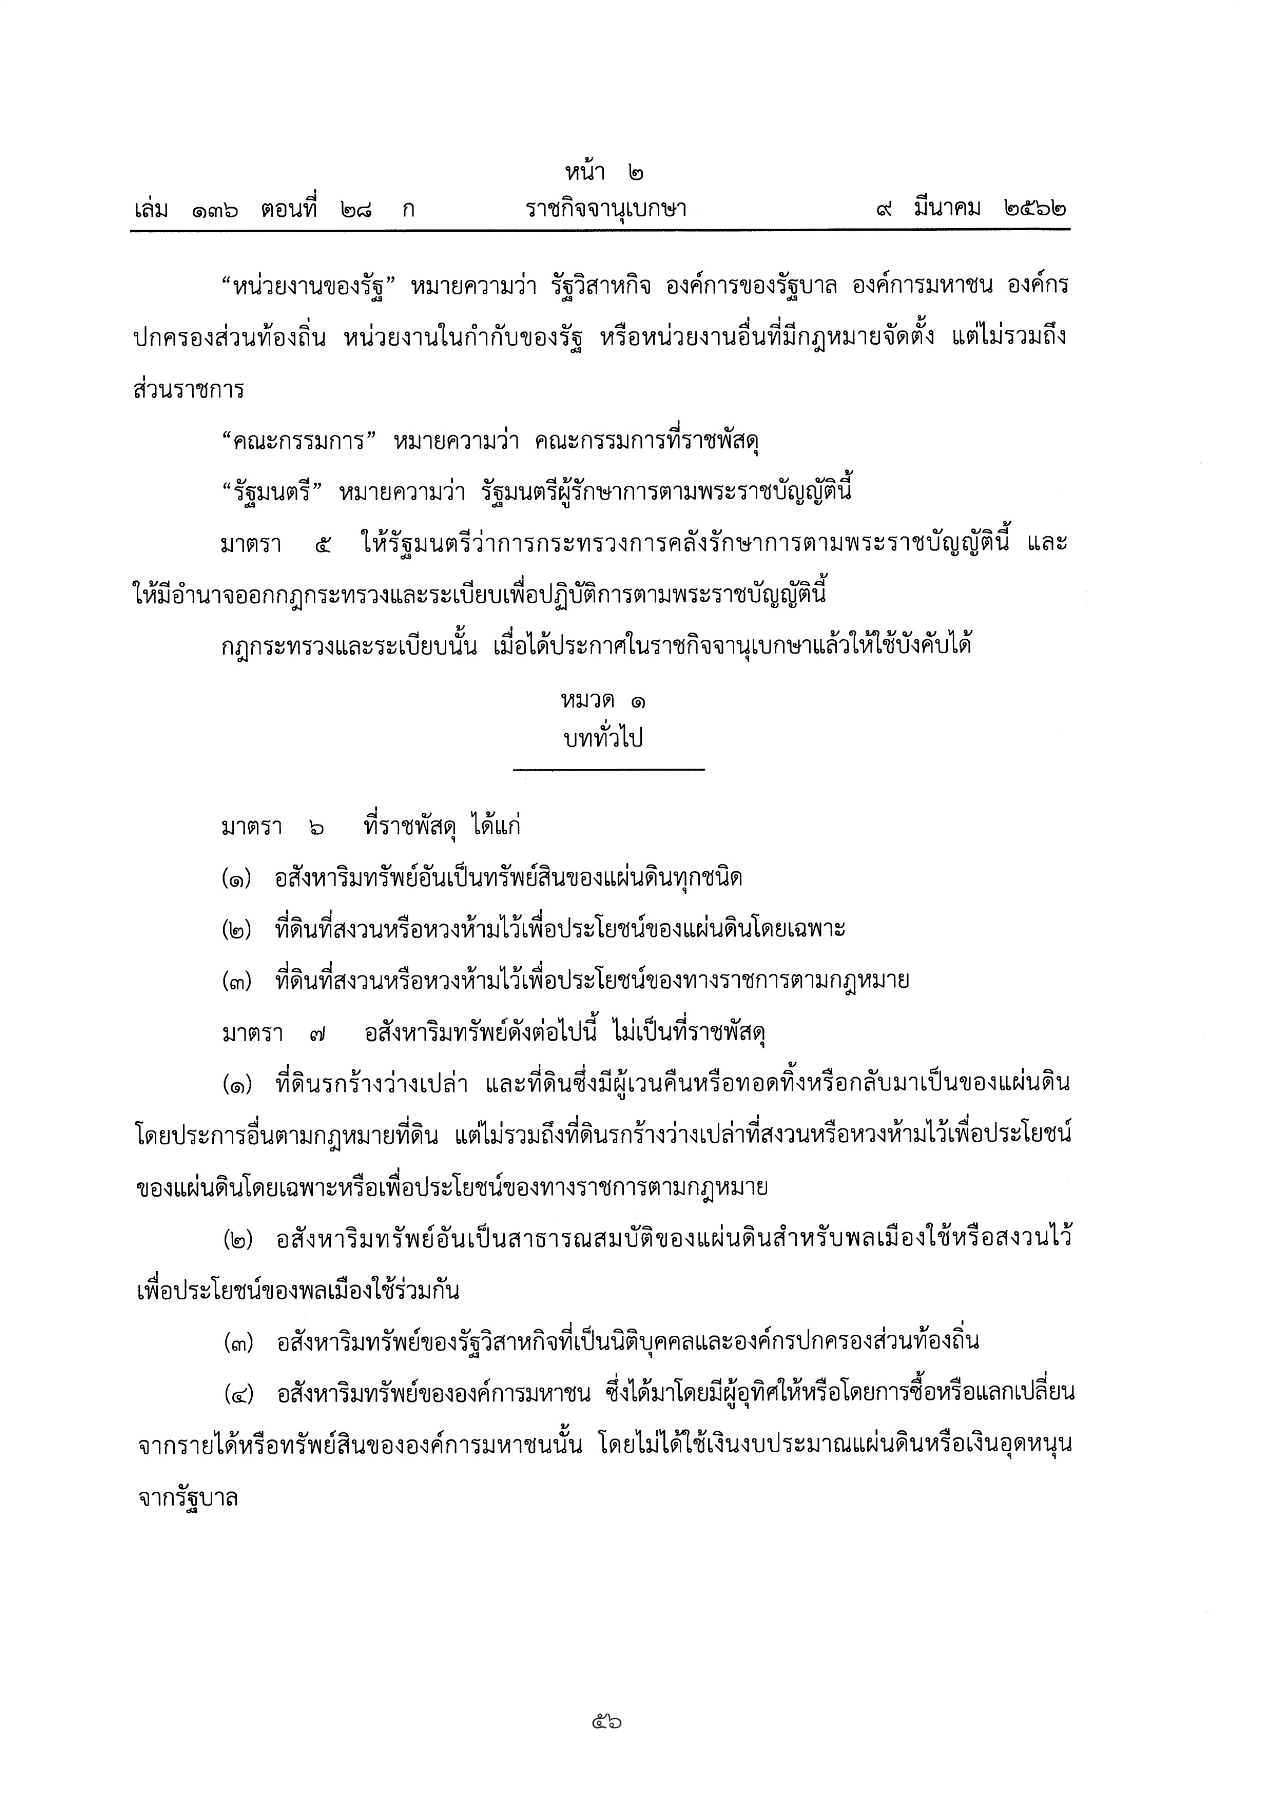 หน้า ๒
เล่ม ๑๓๖ ตอนที่ ๒๘ ก ราชกิจจานุเบกษา ๙ มีนาคม ๒๕๖๒
“หน่วยงานของรัฐ” หมายความว่า รัฐวิสาหกิจ องค์การของรัฐบาล องค์การมหาชน องค์กร
ปกครองส่วนท้องถิ่น หน่วยงานในกำกับของรัฐ หรือหน่วยงานอื่นที่มีกฎหมายจัดตั้ง แต่ไม่รวมถึง
ส่วนราชการ
“คณะกรรมการ” หมายความว่า คณะกรรมการที่ราชพัสดุ
“รัฐมนตรี” หมายความว่า รัฐมนตรีผู้รักษาการตามพระราชบัญญัตินี้
มาตรา ๕ ให้รัฐมนตรีว่าการกระทรวงการคลังรักษาการตามพระราชบัญญัตินี้ และ
ให้มีอำนาจออกกฎกระทรวงและระเบียบเพื่อปฏิบัติการตามพระราชบัญญัตินี้
กฎกระทรวงและระเบียบนั้น เมื่อได้ประกาศในราชกิจจานุเบกษาแล้วให้ใช้บังคับได้
หมวด ๑
บททั่วไป
มาตรา ๖ ที่ราชพัสดุ ได้แก่
(๑) อสังหาริมทรัพย์อันเป็นทรัพย์สินของแผ่นดินทุกชนิด
(๒) ที่ดินที่สงวนหรือหวงห้ามไว้เพื่อประโยชน์ของแผ่นดินโดยเฉพาะ
(๓) ที่ดินที่สงวนหรือหวงห้ามไว้เพื่อประโยชน์ของทางราชการตามกฎหมาย
มาตรา ๗ อสังหาริมทรัพย์ดังต่อไปนี้ ไม่เป็นที่ราชพัสดุ
(๑) ที่ดินรกร้างว่างเปล่า และที่ดินซึ่งมีผู้เวนคืนหรือทอดทิ้งหรือกลับมาเป็นของแผ่นดิน
โดยประการอื่นตามกฎหมายที่ดิน แต่ไม่รวมถึงที่ดินรกร้างว่างเปล่าที่สงวนหรือหวงห้ามไว้เพื่อประโยชน์
ของแผ่นดินโดยเฉพาะหรือเพื่อประโยชน์ของทางราชการตามกฎหมาย
(๒) อสังหาริมทรัพย์อันเป็นสาธารณสมบัติของแผ่นดินสำหรับพลเมืองใช้หรือสงวนไว้
เพื่อประโยชน์ของพลเมืองใช้ร่วมกัน
(๓) อสังหาริมทรัพย์ของรัฐวิสาหกิจที่เป็นนิติบุคคลและองค์กรปกครองส่วนท้องถิ่น
(๔) อสังหาริมทรัพย์ขององค์การมหาชน ซึ่งได้มาโดยมีผู้อุทิศให้หรือโดยการซื้อหรือแลกเปลี่ยน
จากรายได้หรือทรัพย์สินขององค์การมหาชนนั้น โดยไม่ได้ใช้เงินงบประมาณแผ่นดินหรือเงินอุดหนุน
จากรัฐบาล
๕๖